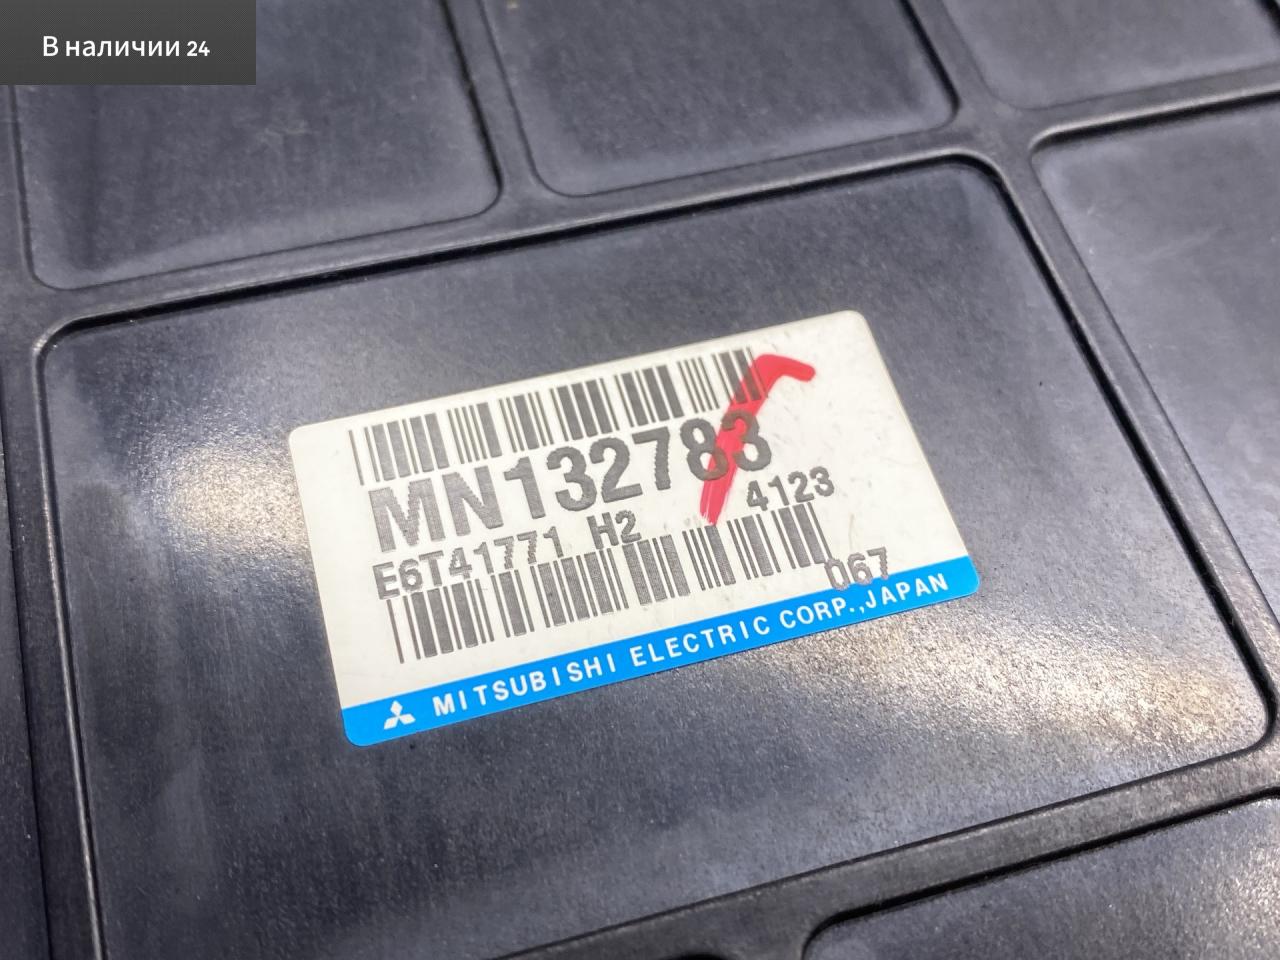 В наличии 24
MN132783
E6T41771 H2 4123
067
MITSUBISHI ELECTRIC CORP.,JAPAN